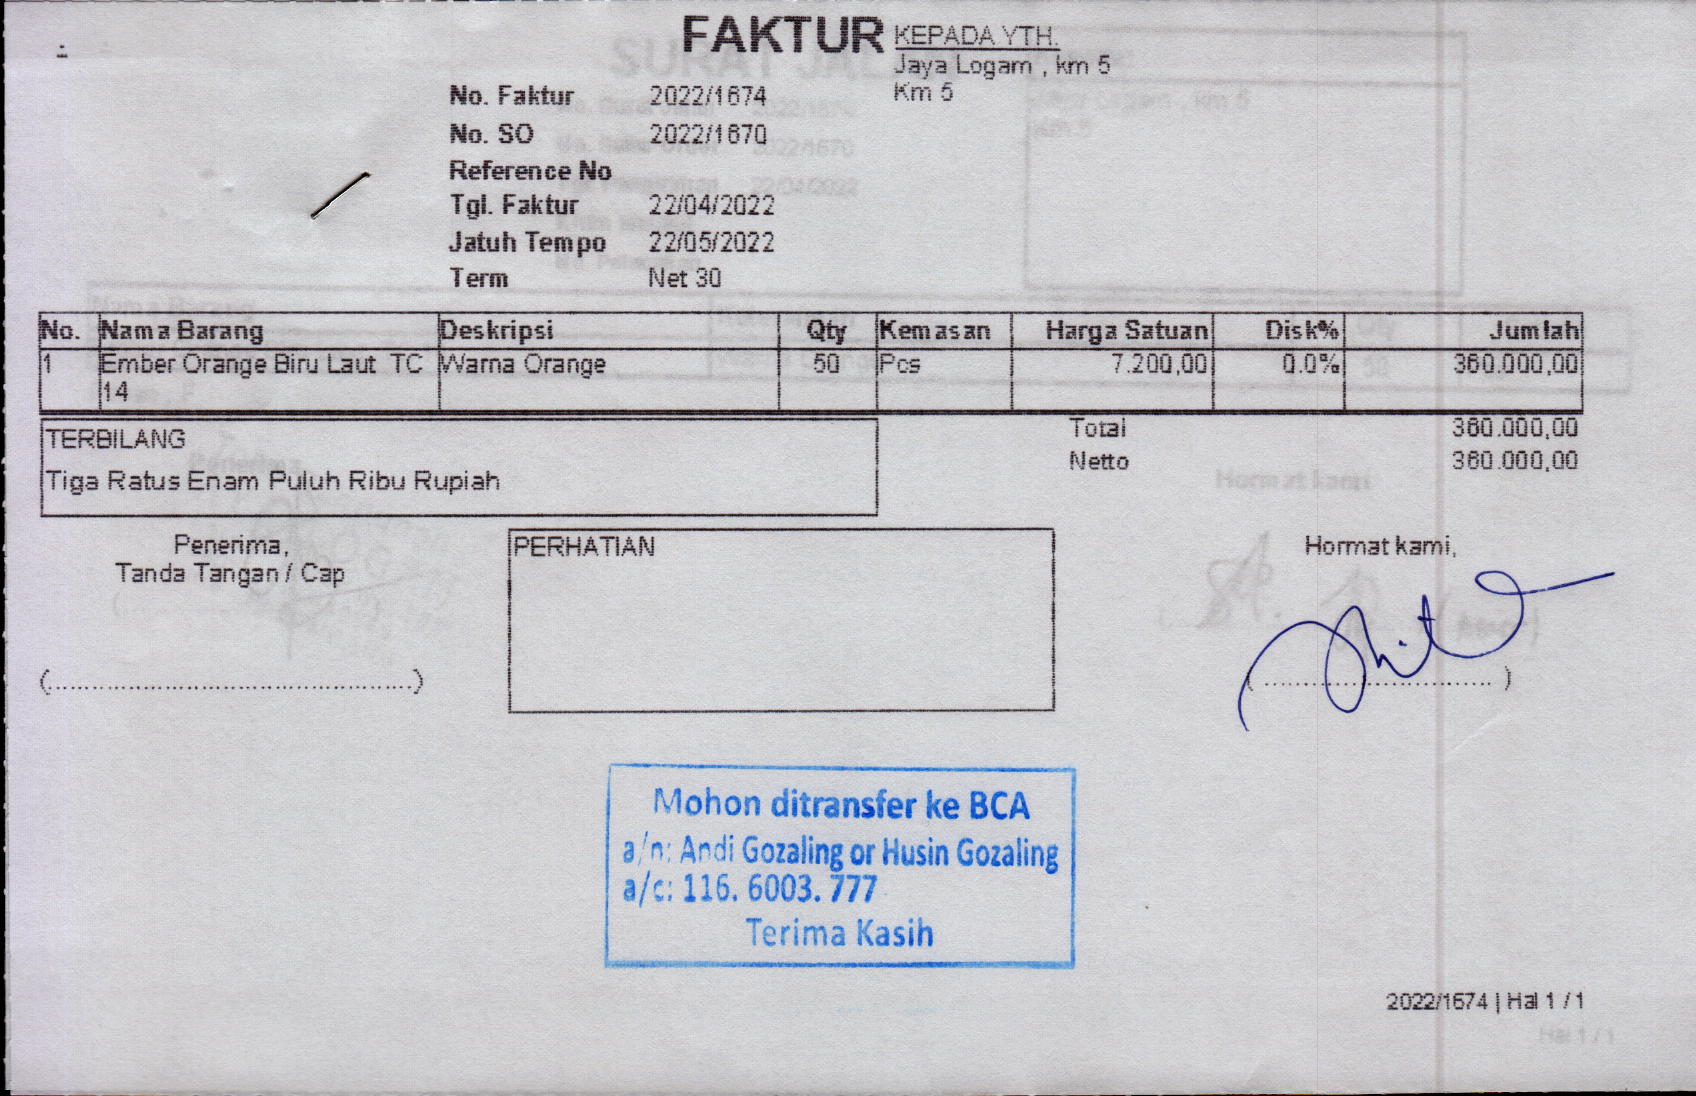 FAKTUR
KEPADA YTH.
Jaya Logam , km 5
Km 5
No. Faktur 2022/1674
No. SO 2022/1670
Reference No
Tgl. Faktur 22/04/2022
Jatuh Tempo 22/05/2022
Term Net 30
No. Nama Barang Deskripsi Qty Kemasan Harga Satuan Disk% Jumlah
1 Ember Orange Biru Laut TC Warna Orange 50 Pcs 7.200,00 0.0% 360.000,00
14
Total 360.000,00
Netto 360.000,00
TERBILANG
Tiga Ratus Enam Puluh Ribu Rupiah
Penerima,
Tanda Tangan / Cap
(..............................................)
PERHATIAN
Hormat kami,
(.............................. )
Mohon ditransfer ke BCA
a/n: Andi Gozaling or Husin Gozaling
a/c: 116. 6003. 777
Terima Kasih
2022/1674 | Hal 1 / 1